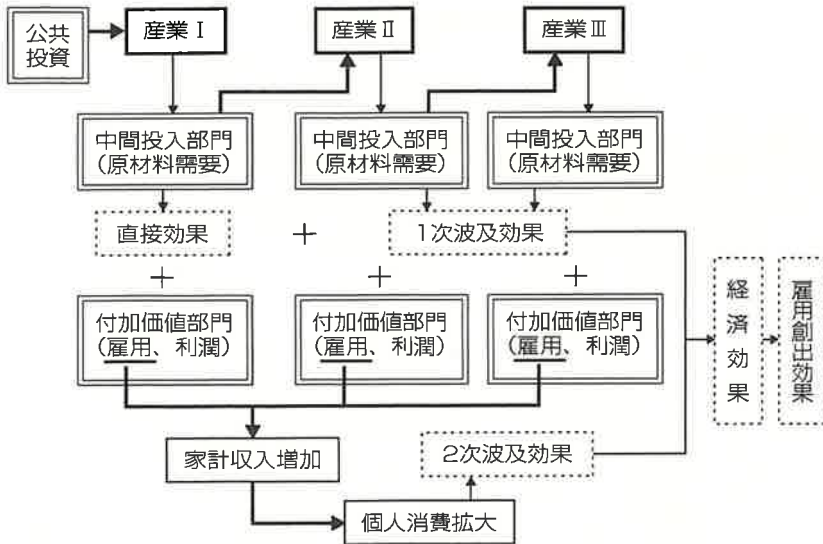 公共
投資
産業Ⅰ
産業Ⅱ
産業Ⅲ
中間投入部門
(原材料需要)
中間投入部門
(原材料需要)
中間投入部門
(原材料需要)
直接効果
+
1次波及効果
+
+
+
付加価値部門
(雇用、利潤)
付加価値部門
(雇用、利潤)
付加価値部門
(雇用、利潤)
経済効果
雇用創出効果
家計収入増加
2次波及効果
個人消費拡大